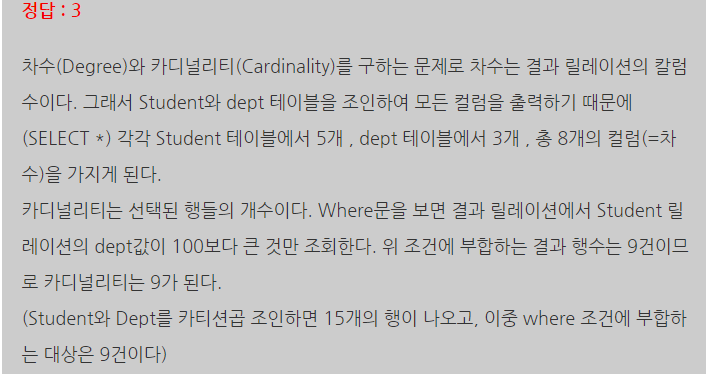 정답 : 3
차수(Degree)와 카디널리티(Cardinality)를 구하는 문제로 차수는 결과 릴레이션의 칼럼
수이다. 그래서 Student와 dept 테이블을 조인하여 모든 컬럼을 출력하기 때문에
(SELECT *) 각각 Student 테이블에서 5개 , dept 테이블에서 3개 , 총 8개의 컬럼(=차
수)을 가지게 된다.
카디널리티는 선택된 행들의 개수이다. Where문을 보면 결과 릴레이션에서 Student 릴
레이션의 dept값이 100보다 큰 것만 조회한다. 위 조건에 부합하는 결과 행수는 9건이므
로 카디널리티는 9가 된다.
(Student와 Dept를 카티션곱 조인하면 15개의 행이 나오고, 이중 where 조건에 부합하
는 대상은 9건이다)